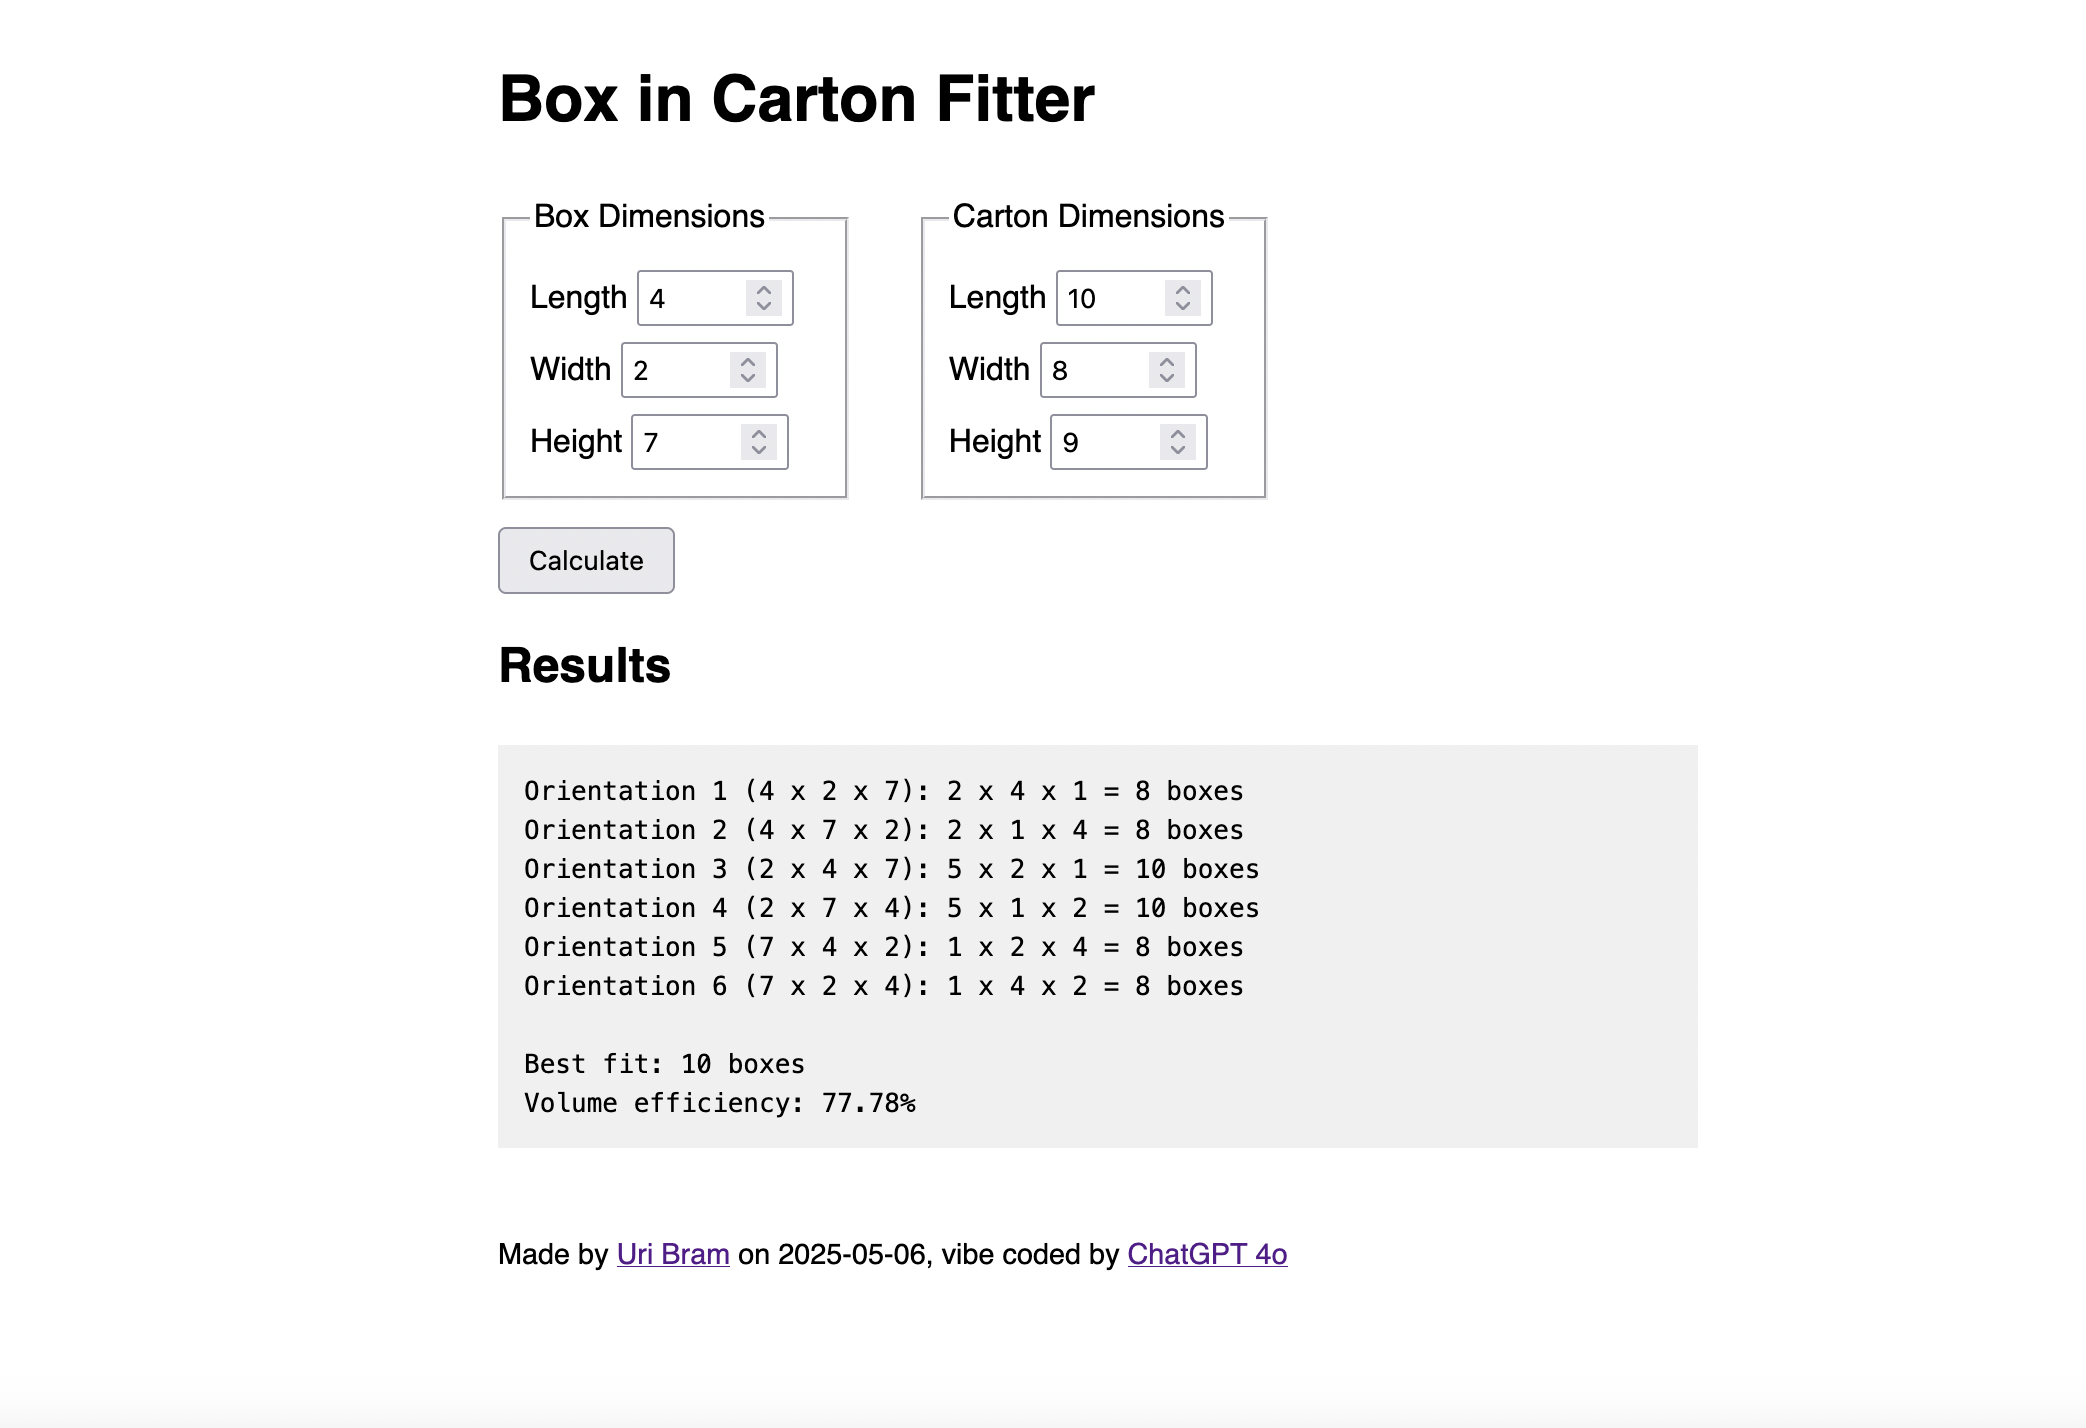 Box in Carton Fitter
Box Dimensions
Length 4
Width 2
Height 7
Carton Dimensions
Length 10
Width 8
Height 9
Calculate
Results
Orientation 1 (4 x 2 x 7): 2 x 4 x 1 = 8 boxes
Orientation 2 (4 x 7 x 2): 2 x 1 x 4 = 8 boxes
Orientation 3 (2 x 4 x 7): 5 x 2 x 1 = 10 boxes
Orientation 4 (2 x 7 x 4): 5 x 1 x 2 = 10 boxes
Orientation 5 (7 x 4 x 2): 1 x 2 x 4 = 8 boxes
Orientation 6 (7 x 2 x 4): 1 x 4 x 2 = 8 boxes
Best fit: 10 boxes
Volume efficiency: 77.78%
Made by Uri Bram on 2025-05-06, vibe coded by ChatGPT 4o